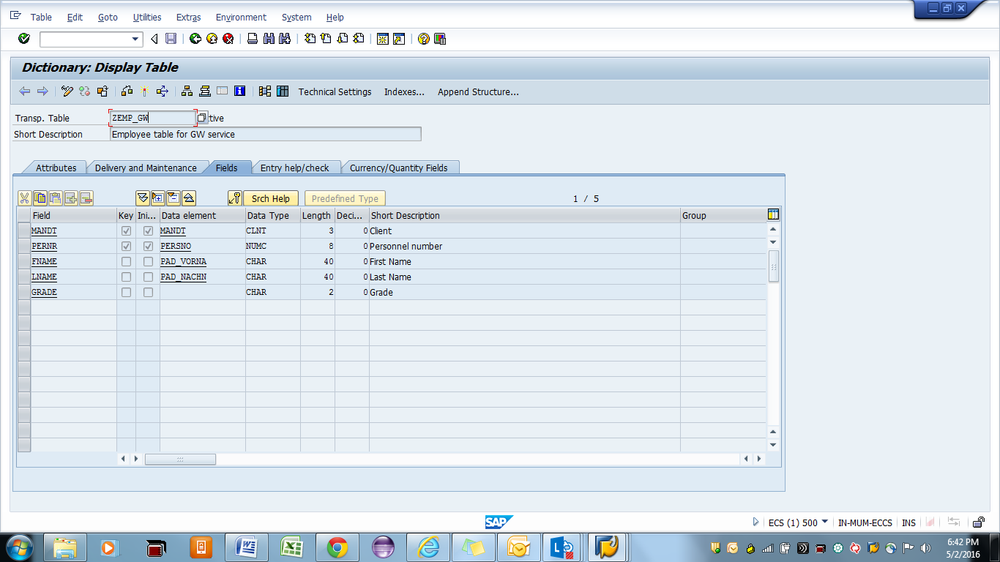 Table Edit Goto Utilities Extras Environment System Help
Dictionary: Display Table
Technical Settings Indexes... Append Structure...
Transp. Table ZEMP_GW tive
Short Description Employee table for GW service
Attributes Delivery and Maintenance Fields Entry help/check Currency/Quantity Fields
Srch Help Predefined Type 1 / 5
Field Key Ini... Data element Data Type Length Deci... Short Description Group
MANDT MANDT CLNT 3 0 Client
PERNR PERSNO NUMC 8 0 Personnel number
FNAME PAD_VORNA CHAR 40 0 First Name
LNAME PAD_NACHN CHAR 40 0 Last Name
GRADE CHAR 2 0 Grade
SAP ECS (1) 500 IN-MUM-ECCS INS
6:42 PM
5/2/2016